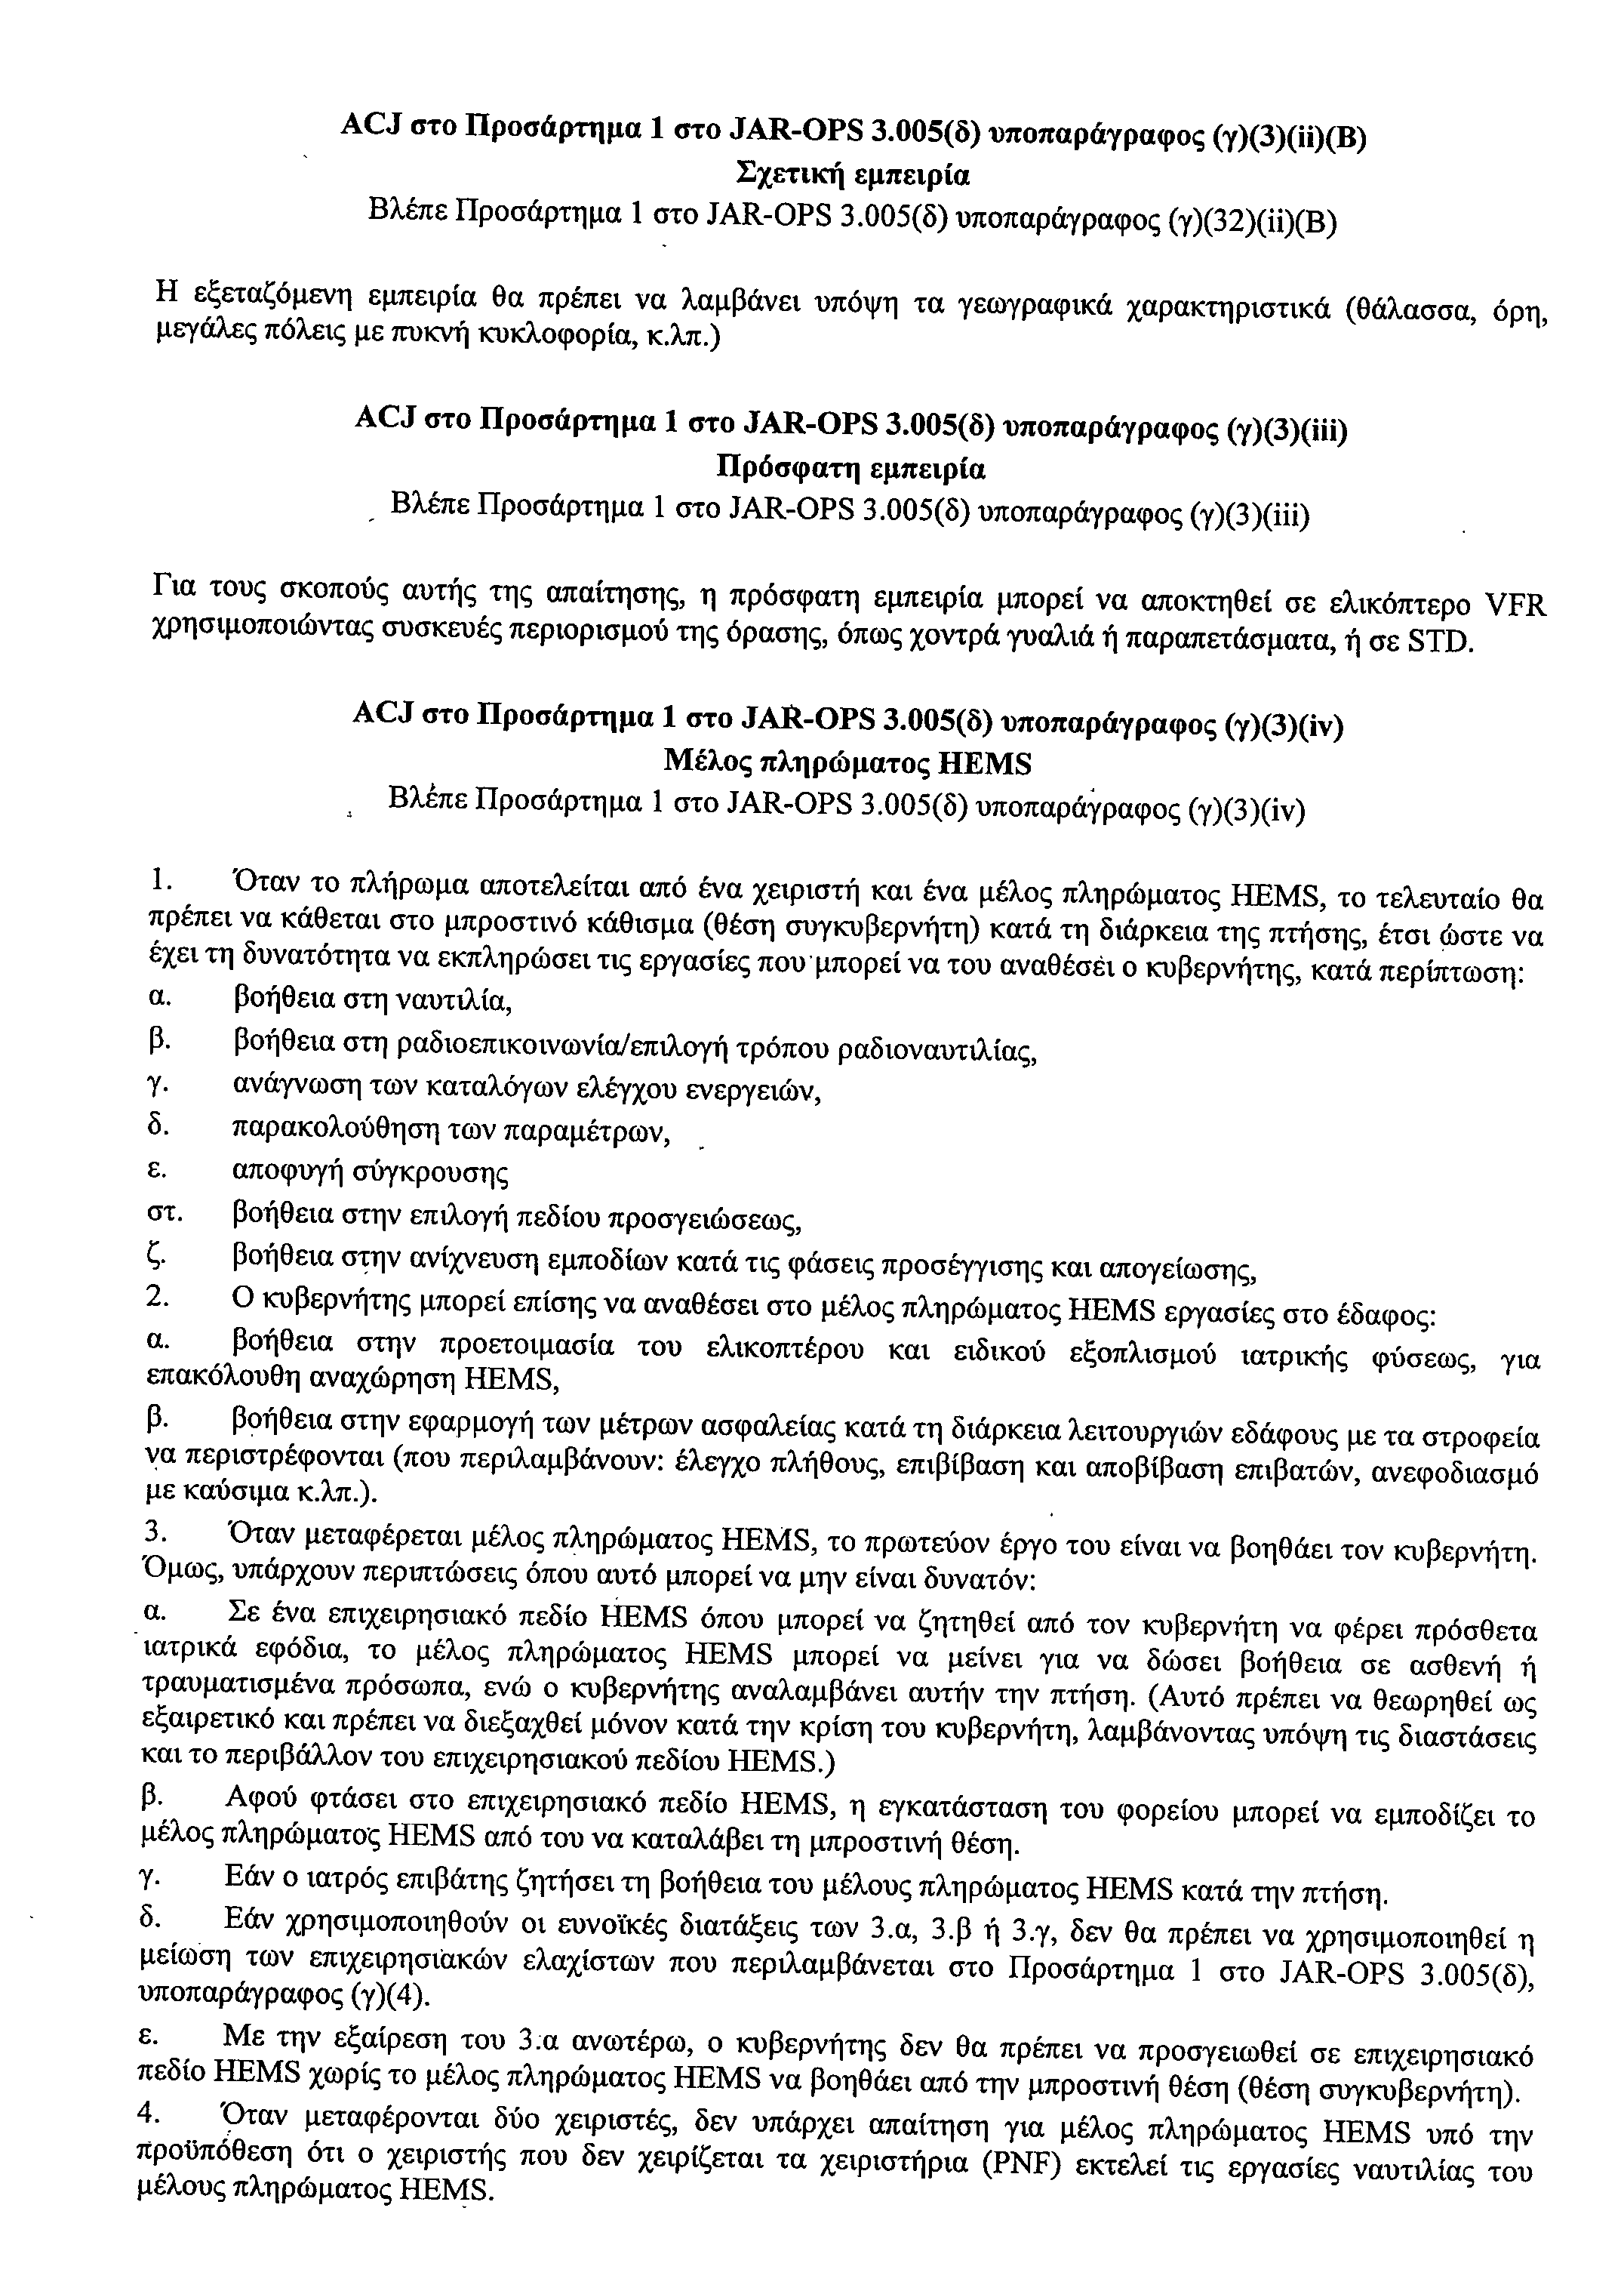 ACJ στο Προσάρτημα 1 στο JAR-OPS 3.005(δ) υποπαράγραφος (γ)(3)(ii)(B)
Σχετική εμπειρία
Βλέπε Προσάρτημα 1 στο JAR-OPS 3.005(δ) υποπαράγραφος (γ)(32)(ii)(B)
Η εξεταζόμενη εμπειρία θα πρέπει να λαμβάνει υπόψη τα γεωγραφικά χαρακτηριστικά (θάλασσα, όρη,
μεγάλες πόλεις με πυκνή κυκλοφορία, κ.λπ.)
ACJ στο Προσάρτημα 1 στο JAR-OPS 3.005(δ) υποπαράγραφος (γ)(3)(iii)
Πρόσφατη εμπειρία
Βλέπε Προσάρτημα 1 στο JAR-OPS 3.005(δ) υποπαράγραφος (γ)(3)(iii)
Για τους σκοπούς αυτής της απαίτησης, η πρόσφατη εμπειρία μπορεί να αποκτηθεί σε ελικόπτερο VFR
χρησιμοποιώντας συσκευές περιορισμού της όρασης, όπως χοντρά γυαλιά ή παραπετάσματα, ή σε STD.
ACJ στο Προσάρτημα 1 στο JAR-OPS 3.005(δ) υποπαράγραφος (γ)(3)(iv)
Μέλος πληρώματος HEMS
Βλέπε Προσάρτημα 1 στο JAR-OPS 3.005(δ) υποπαράγραφος (γ)(3)(iv)
1. Όταν το πλήρωμα αποτελείται από ένα χειριστή και ένα μέλος πληρώματος HEMS, το τελευταίο θα
πρέπει να κάθεται στο μπροστινό κάθισμα (θέση συγκυβερνήτη) κατά τη διάρκεια της πτήσης, έτσι ώστε να
έχει τη δυνατότητα να εκπληρώσει τις εργασίες που μπορεί να του αναθέσει ο κυβερνήτης, κατά περίπτωση:
α. βοήθεια στη ναυτιλία,
β. βοήθεια στη ραδιοεπικοινωνία/επιλογή τρόπου ραδιοναυτιλίας,
γ. ανάγνωση των καταλόγων ελέγχου ενεργειών,
δ. παρακολούθηση των παραμέτρων,
ε. αποφυγή σύγκρουσης
στ. βοήθεια στην επιλογή πεδίου προσγειώσεως,
ζ. βοήθεια στην ανίχνευση εμποδίων κατά τις φάσεις προσέγγισης και απογείωσης,
2. Ο κυβερνήτης μπορεί επίσης να αναθέσει στο μέλος πληρώματος HEMS εργασίες στο έδαφος:
α. βοήθεια στην προετοιμασία του ελικοπτέρου και ειδικού εξοπλισμού ιατρικής φύσεως, για
επακόλουθη αναχώρηση HEMS,
β. βοήθεια στην εφαρμογή των μέτρων ασφαλείας κατά τη διάρκεια λειτουργιών εδάφους με τα στροφεία
να περιστρέφονται (που περιλαμβάνουν: έλεγχο πλήθους, επιβίβαση και αποβίβαση επιβατών, ανεφοδιασμό
με καύσιμα κ.λπ.).
3. Όταν μεταφέρεται μέλος πληρώματος HEMS, το πρωτεύον έργο του είναι να βοηθάει τον κυβερνήτη.
Όμως, υπάρχουν περιπτώσεις όπου αυτό μπορεί να μην είναι δυνατόν:
α. Σε ένα επιχειρησιακό πεδίο HEMS όπου μπορεί να ζητηθεί από τον κυβερνήτη να φέρει πρόσθετα
ιατρικά εφόδια, το μέλος πληρώματος HEMS μπορεί να μείνει για να δώσει βοήθεια σε ασθενή ή
τραυματισμένα πρόσωπα, ενώ ο κυβερνήτης αναλαμβάνει αυτήν την πτήση. (Αυτό πρέπει να θεωρηθεί ως
εξαιρετικό και πρέπει να διεξαχθεί μόνον κατά την κρίση του κυβερνήτη, λαμβάνοντας υπόψη τις διαστάσεις
και το περιβάλλον του επιχειρησιακού πεδίου HEMS.)
β. Αφού φτάσει στο επιχειρησιακό πεδίο HEMS, η εγκατάσταση του φορείου μπορεί να εμποδίζει το
μέλος πληρώματος HEMS από του να καταλάβει τη μπροστινή θέση.
γ. Εάν ο ιατρός επιβάτης ζητήσει τη βοήθεια του μέλους πληρώματος HEMS κατά την πτήση.
δ. Εάν χρησιμοποιηθούν οι ευνοϊκές διατάξεις των 3.α, 3.β ή 3.γ, δεν θα πρέπει να χρησιμοποιηθεί η
μείωση των επιχειρησιακών ελαχίστων που περιλαμβάνεται στο Προσάρτημα 1 στο JAR-OPS 3.005(δ),
υποπαράγραφος (γ)(4).
ε. Με την εξαίρεση του 3.α ανωτέρω, ο κυβερνήτης δεν θα πρέπει να προσγειωθεί σε επιχειρησιακό
πεδίο HEMS χωρίς το μέλος πληρώματος HEMS να βοηθάει από την μπροστινή θέση (θέση συγκυβερνήτη).
4. Όταν μεταφέρονται δύο χειριστές, δεν υπάρχει απαίτηση για μέλος πληρώματος HEMS υπό την
προϋπόθεση ότι ο χειριστής που δεν χειρίζεται τα χειριστήρια (PNF) εκτελεί τις εργασίες ναυτιλίας του
μέλους πληρώματος HEMS.